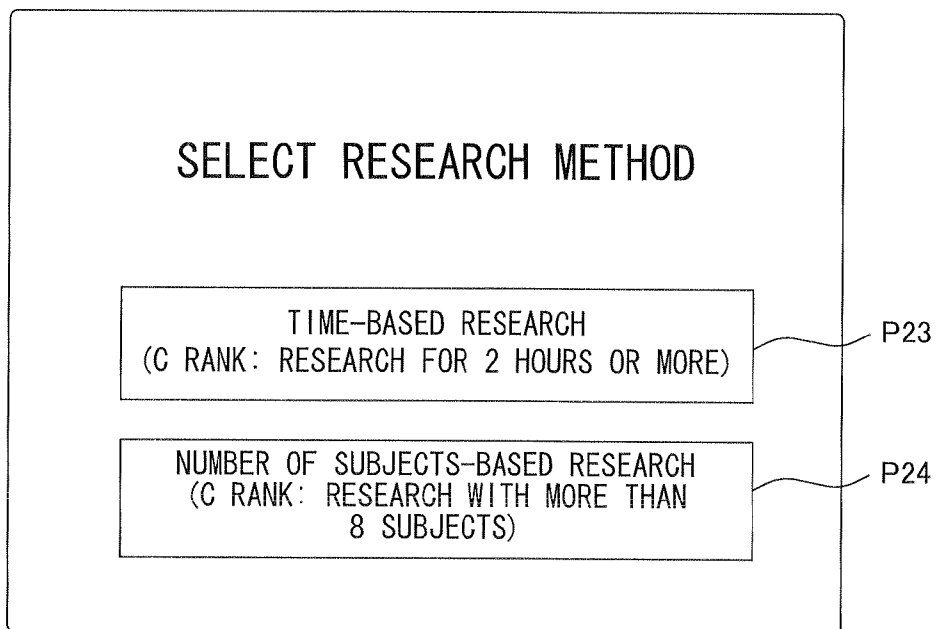 SELECT RESEARCH METHOD
TIME-BASED RESEARCH
(C RANK: RESEARCH FOR 2 HOURS OR MORE)
P23
NUMBER OF SUBJECTS-BASED RESEARCH
(C RANK: RESEARCH WITH MORE THAN
8 SUBJECTS)
P24